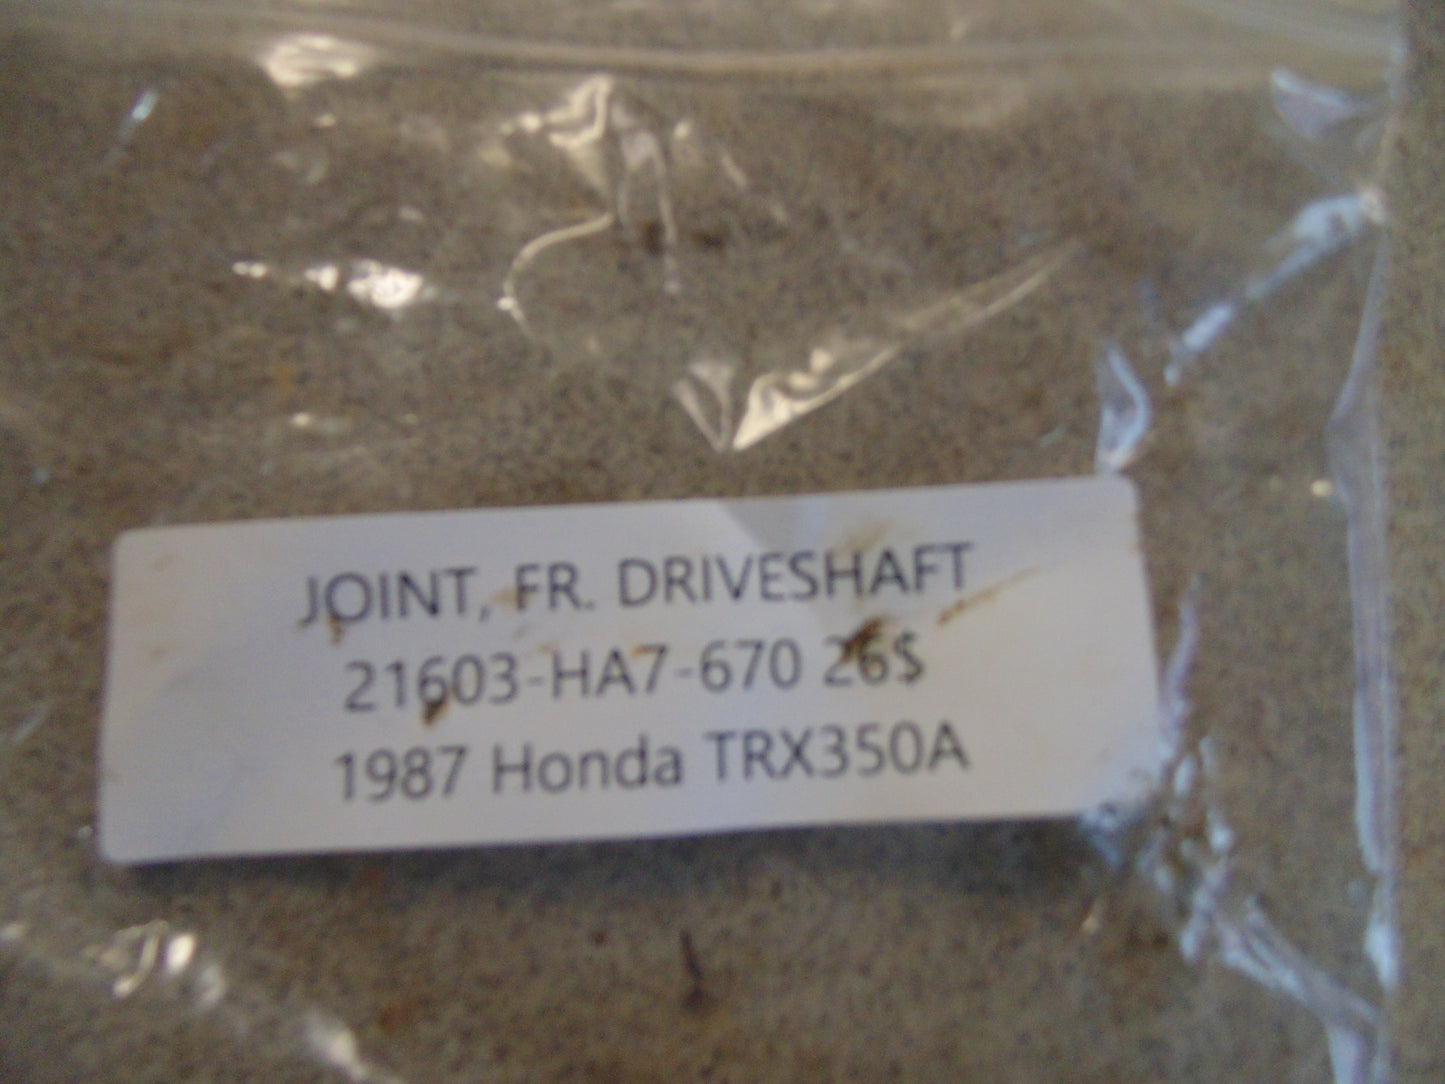 JOINT, FR. DRIVESHAFT
21603-HA7-670 26$
1987 Honda TRX350A